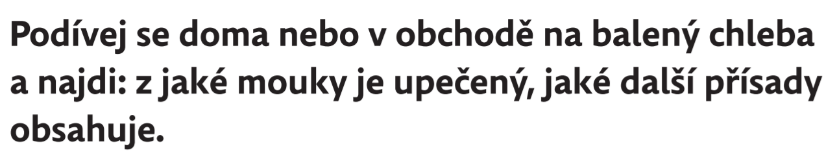 Podívej se doma nebo v obchodě na balený chleba
a najdi: z jaké mouky je upečený, jaké další přísady
obsahuje.